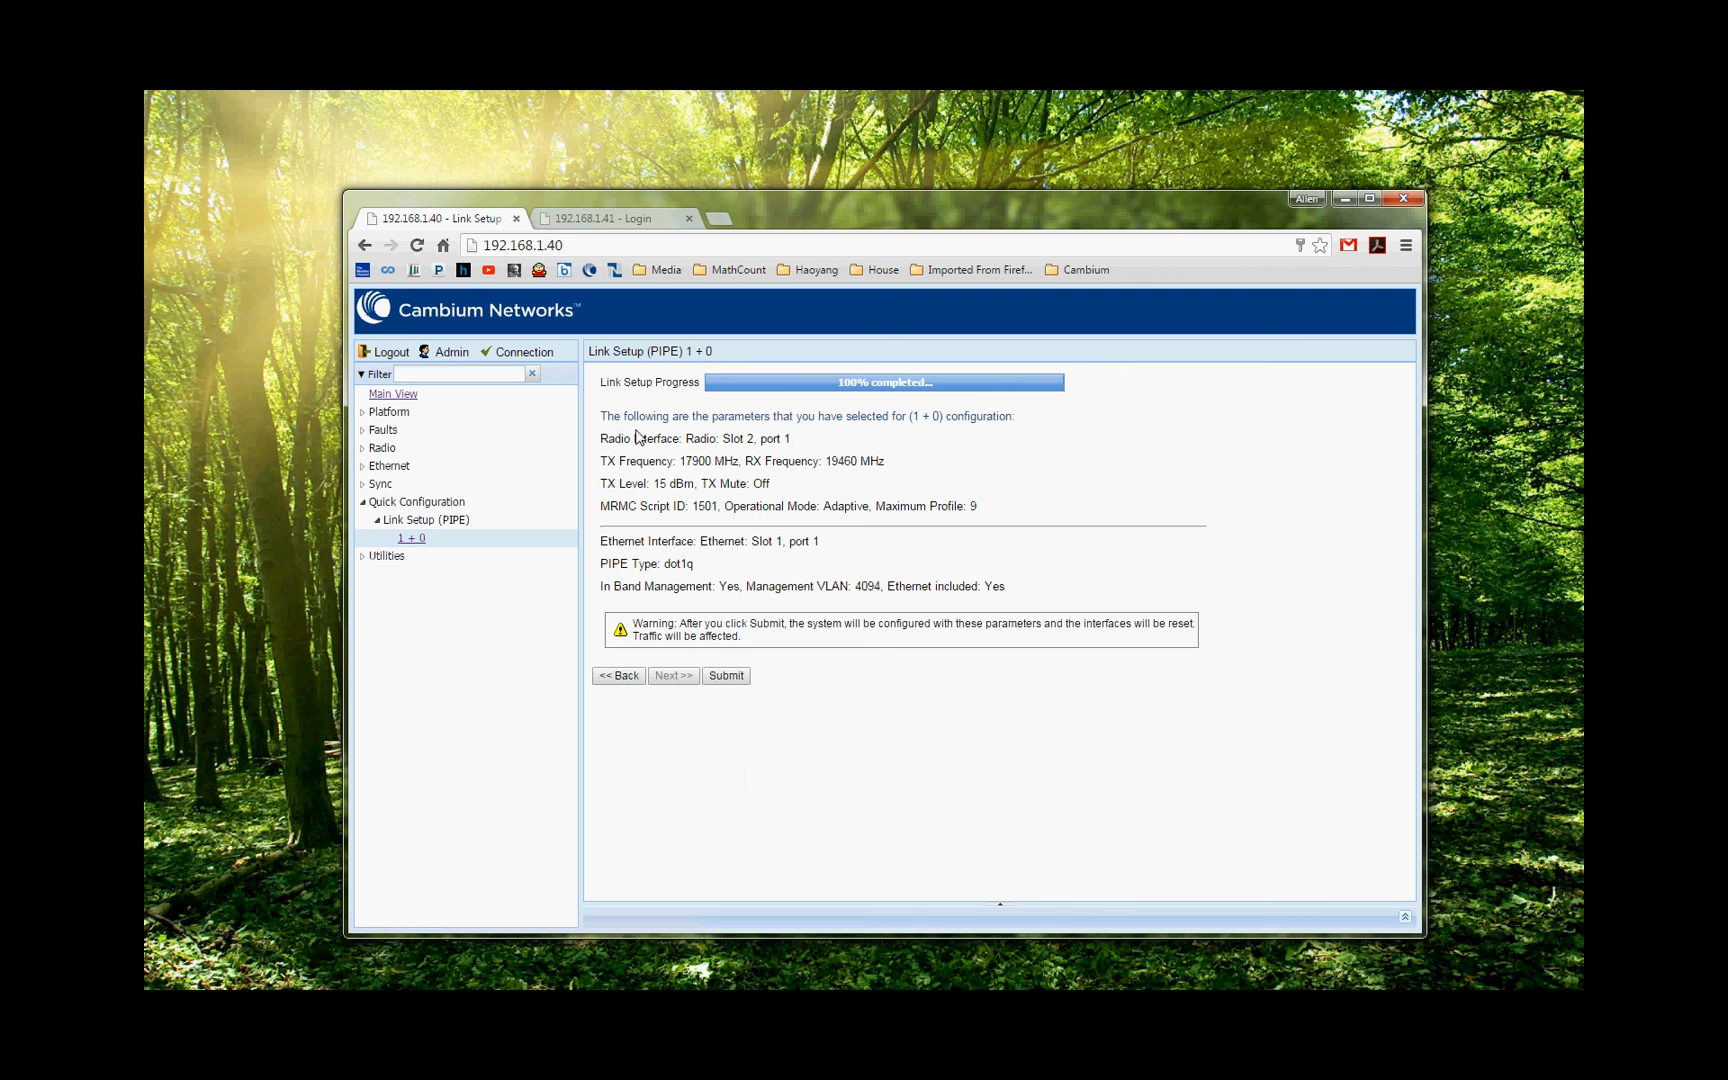 Allen
192.168.1.40 - Link Setup
192.168.1.41 - Login
192.168.1.40
Media
MathCount
Haoyang
House
Imported From Firef...
Cambium
Cambium Networks™
Logout
Admin
Connection
Filter
Main View
Platform
Faults
Radio
Ethernet
Sync
Quick Configuration
Link Setup (PIPE)
1 + 0
Utilities
Link Setup (PIPE) 1 + 0
Link Setup Progress
100% completed...
The following are the parameters that you have selected for (1 + 0) configuration:
Radio Interface: Radio: Slot 2, port 1
TX Frequency: 17900 MHz, RX Frequency: 19460 MHz
TX Level: 15 dBm, TX Mute: Off
MRMC Script ID: 1501, Operational Mode: Adaptive, Maximum Profile: 9
Ethernet Interface: Ethernet: Slot 1, port 1
PIPE Type: dot1q
In Band Management: Yes, Management VLAN: 4094, Ethernet included: Yes
Warning: After you click Submit, the system will be configured with these parameters and the interfaces will be reset.
Traffic will be affected.
<< Back
Next >>
Submit